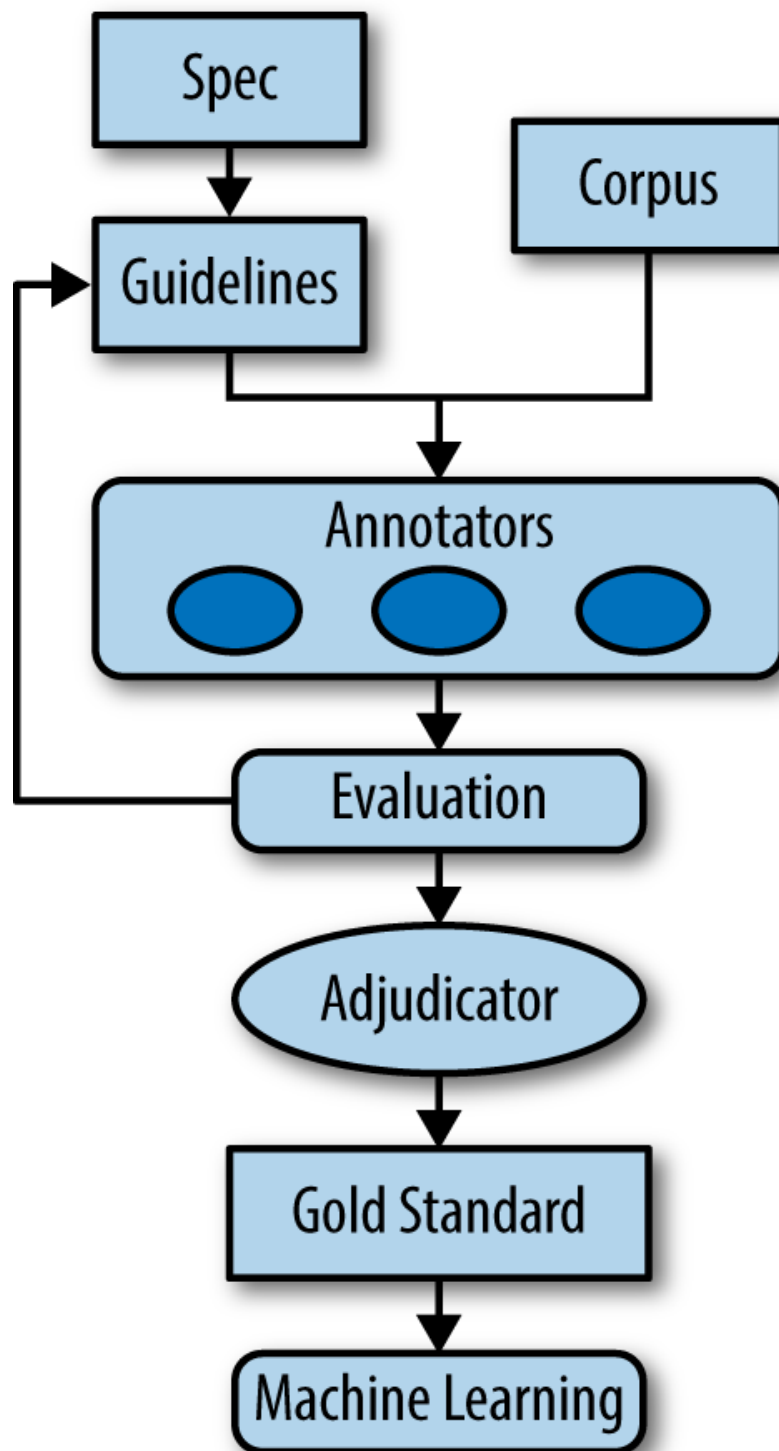 Spec
Corpus
Guidelines
Annotators
Evaluation
Adjudicator
Gold Standard
Machine Learning